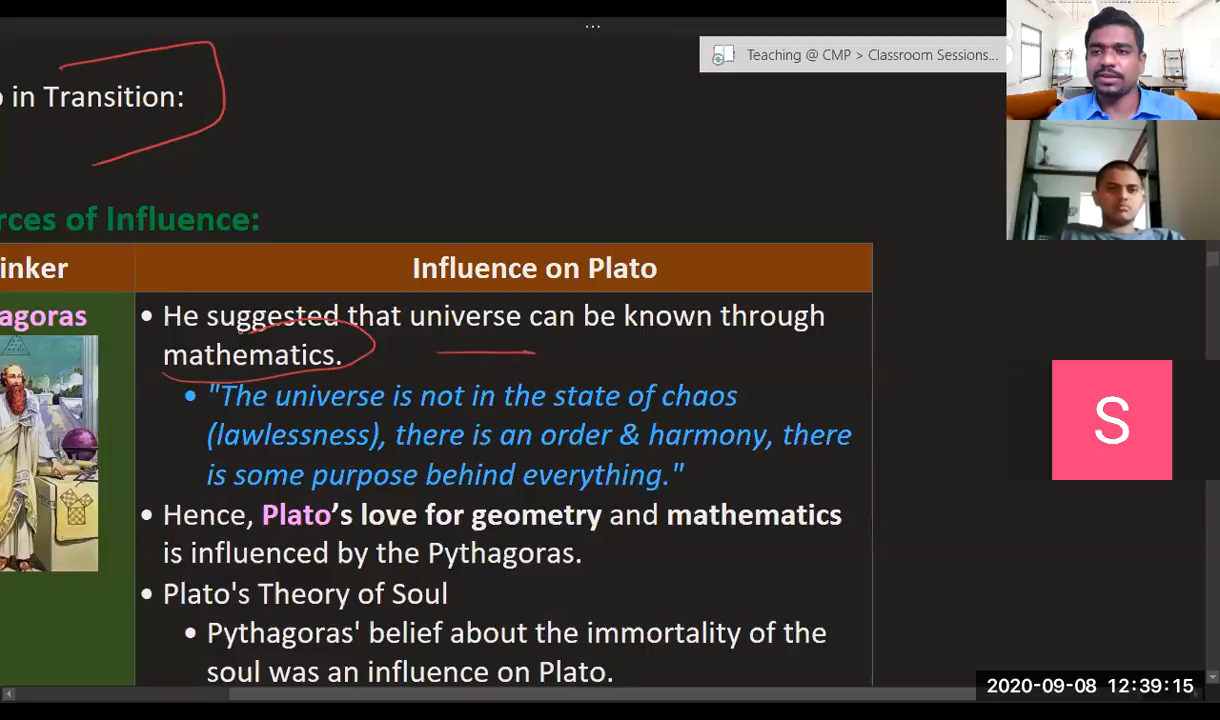 ...
Teaching @ CMP > Classroom Sessions...
o in Transition:
rces of Influence:
inker
Influence on Plato
agoras
• He suggested that universe can be known through
mathematics.
• "The universe is not in the state of chaos
(lawlessness), there is an order & harmony, there
is some purpose behind everything."
• Hence, Plato's love for geometry and mathematics
is influenced by the Pythagoras.
• Plato's Theory of Soul
• Pythagoras' belief about the immortality of the
soul was an influence on Plato.
S
2020-09-08 12:39:15